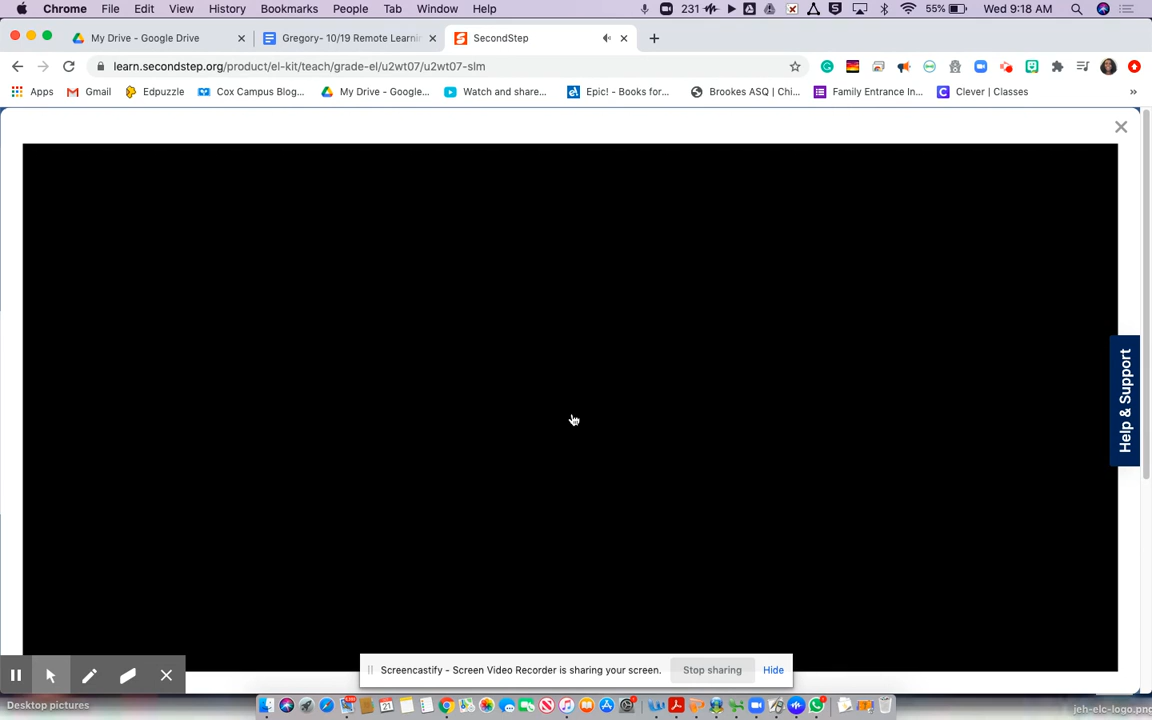 Chrome File Edit View History Bookmarks People Tab Window Help 231 55% Wed 9:18 AM
My Drive - Google Drive Gregory- 10/19 Remote Learni SecondStep
learn.secondstep.org/product/el-kit/teach/grade-el/u2wt07/u2wt07-slm
Apps Gmail Edpuzzle Cox Campus Blog... My Drive - Google... Watch and share... Epic! - Books for... Brookes ASQ | Chi... Family Entrance In... Clever | Classes »
Help & Support
Screencastify - Screen Video Recorder is sharing your screen. Stop sharing Hide
Desktop pictures jeh-elc-logo.png